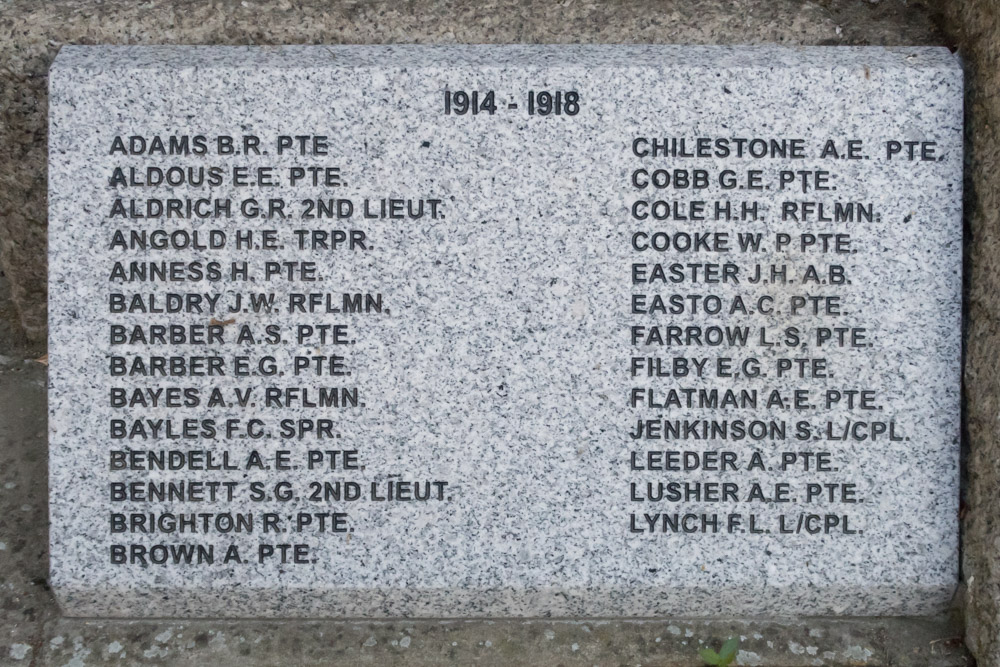 1914 - 1918
ADAMS B.R. PTE
ALDOUS E.E. PTE.
ALDRICH G.R. 2ND LIEUT.
ANGOLD H.E. TRPR.
ANNESS H. PTE.
BALDRY J.W. RFLMN.
BARBER A.S. PTE.
BARBER E.G. PTE.
BAYES A.V. RFLMN.
BAYLES F.C. SPR.
BENDELL A.E. PTE.
BENNETT S.G. 2ND LIEUT.
BRIGHTON R. PTE.
BROWN A. PTE.
CHILESTONE A.E. PTE.
COBB G.E. PTE.
COLE H.H. RFLMN.
COOKE W. P PTE.
EASTER J.H. A.B.
EASTO A.C. PTE.
FARROW L.S. PTE.
FILBY E.G. PTE.
FLATMAN A.E. PTE.
JENKINSON S. L/CPL.
LEEDER A. PTE.
LUSHER A.E. PTE.
LYNCH F.L. L/CPL.